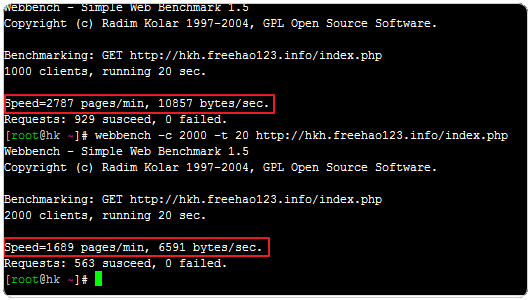 Webbench - Simple Web Benchmark 1.5
Copyright (c) Radim Kolar 1997-2004, GPL Open Source Software.
Benchmarking: GET http://hkh.freehao123.info/index.php
1000 clients, running 20 sec.
Speed=2787 pages/min, 10857 bytes/sec.
Requests: 929 susceed, 0 failed.
[root@hk ~]# webbench -c 2000 -t 20 http://hkh.freehao123.info/index.php
Webbench - Simple Web Benchmark 1.5
Copyright (c) Radim Kolar 1997-2004, GPL Open Source Software.
Benchmarking: GET http://hkh.freehao123.info/index.php
2000 clients, running 20 sec.
Speed=1689 pages/min, 6591 bytes/sec.
Requests: 563 susceed, 0 failed.
[root@hk ~]#